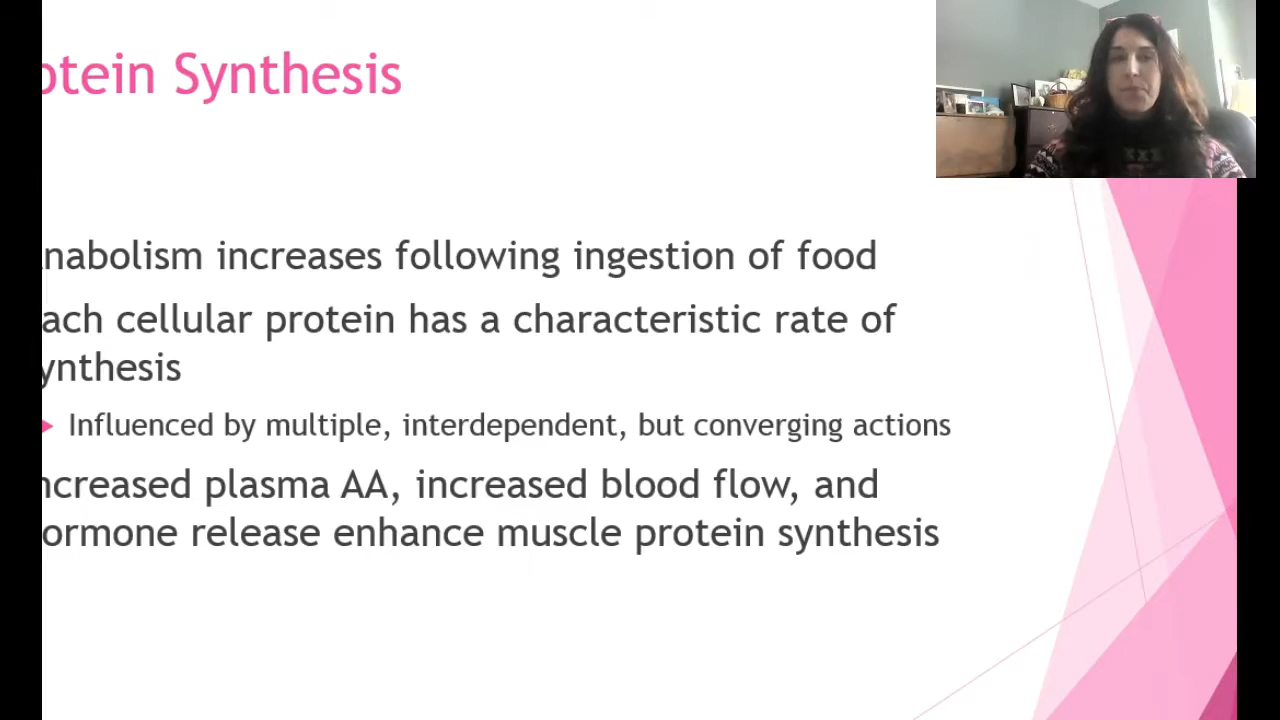 otein Synthesis
nabolism increases following ingestion of food
ach cellular protein has a characteristic rate of
ynthesis
Influenced by multiple, interdependent, but converging actions
ncreased plasma AA, increased blood flow, and
ormone release enhance muscle protein synthesis